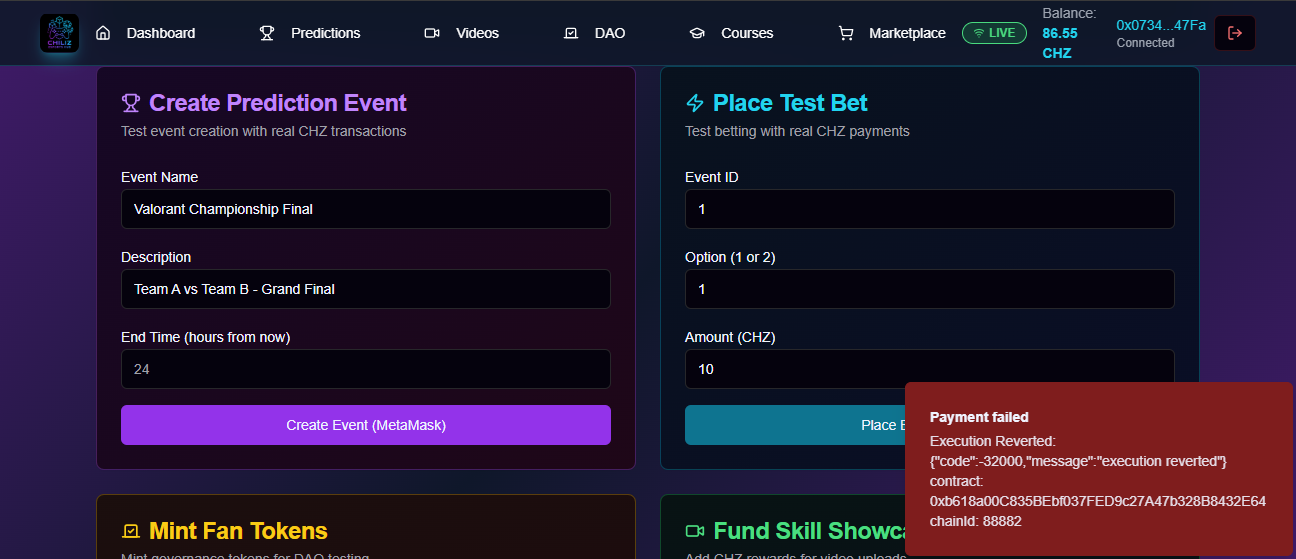 CHILIZ
Dashboard
Predictions
Videos
DAO
Courses
Marketplace
LIVE
Balance:
86.55
CHZ
0x0734...47Fa
Connected
Create Prediction Event
Test event creation with real CHZ transactions
Event Name
Valorant Championship Final
Description
Team A vs Team B - Grand Final
End Time (hours from now)
24
Create Event (MetaMask)
Place Test Bet
Test betting with real CHZ payments
Event ID
1
Option (1 or 2)
1
Amount (CHZ)
10
Place
Payment failed
Execution Reverted:
{"code":-32000,"message":"execution reverted"}
contract:
0xb618a00C835BEbf037FED9c27A47b328B8432E64
chainId: 88882
Mint Fan Tokens
Mint governance tokens for DAO testing
Fund Skill Showca
Add CHZ rewards for video uploads